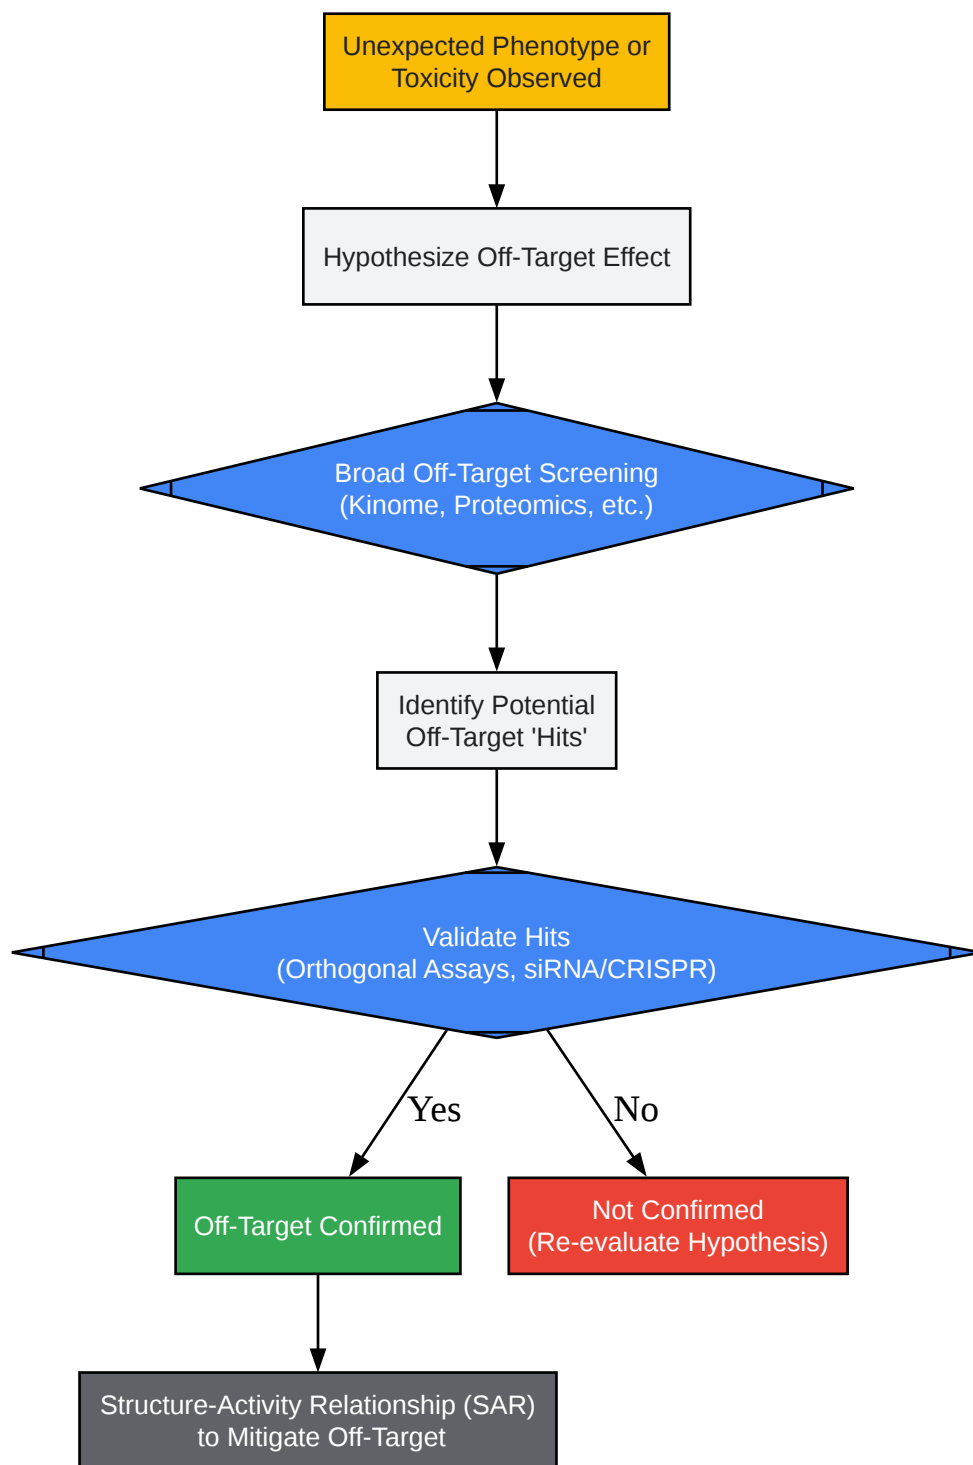 Unexpected Phenotype or
Toxicity Observed
Hypothesize Off-Target Effect
Broad Off-Target Screening
(Kinome, Proteomics, etc.)
Identify Potential
Off-Target 'Hits'
Validate Hits
(Orthogonal Assays, siRNA/CRISPR)
Yes
No
Off-Target Confirmed
Not Confirmed
(Re-evaluate Hypothesis)
Structure-Activity Relationship (SAR)
to Mitigate Off-Target